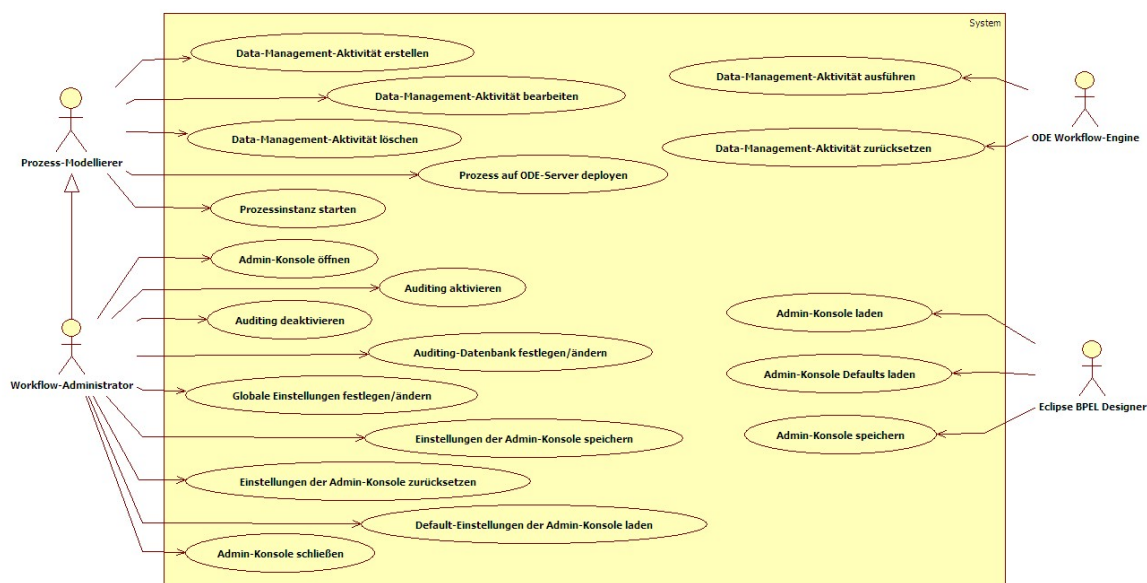 System
Data-Management-Aktivität erstellen
Data-Management-Aktivität ausführen
Data-Management-Aktivität bearbeiten
Data-Management-Aktivität löschen
ODE Workflow-Engine
Data-Management-Aktivität zurücksetzen
Prozess-Modellierer
Prozess auf ODE-Server deployen
Prozessinstanz starten
Admin-Konsole öffnen
Auditing aktivieren
Admin-Konsole laden
Auditing deaktivieren
Auditing-Datenbank festlegen/ändern
Admin-Konsole Defaults laden
Workflow-Administrator
Globale Einstellungen festlegen/ändern
Eclipse BPEL Designer
Admin-Konsole speichern
Einstellungen der Admin-Konsole speichern
Einstellungen der Admin-Konsole zurücksetzen
Default-Einstellungen der Admin-Konsole laden
Admin-Konsole schließen